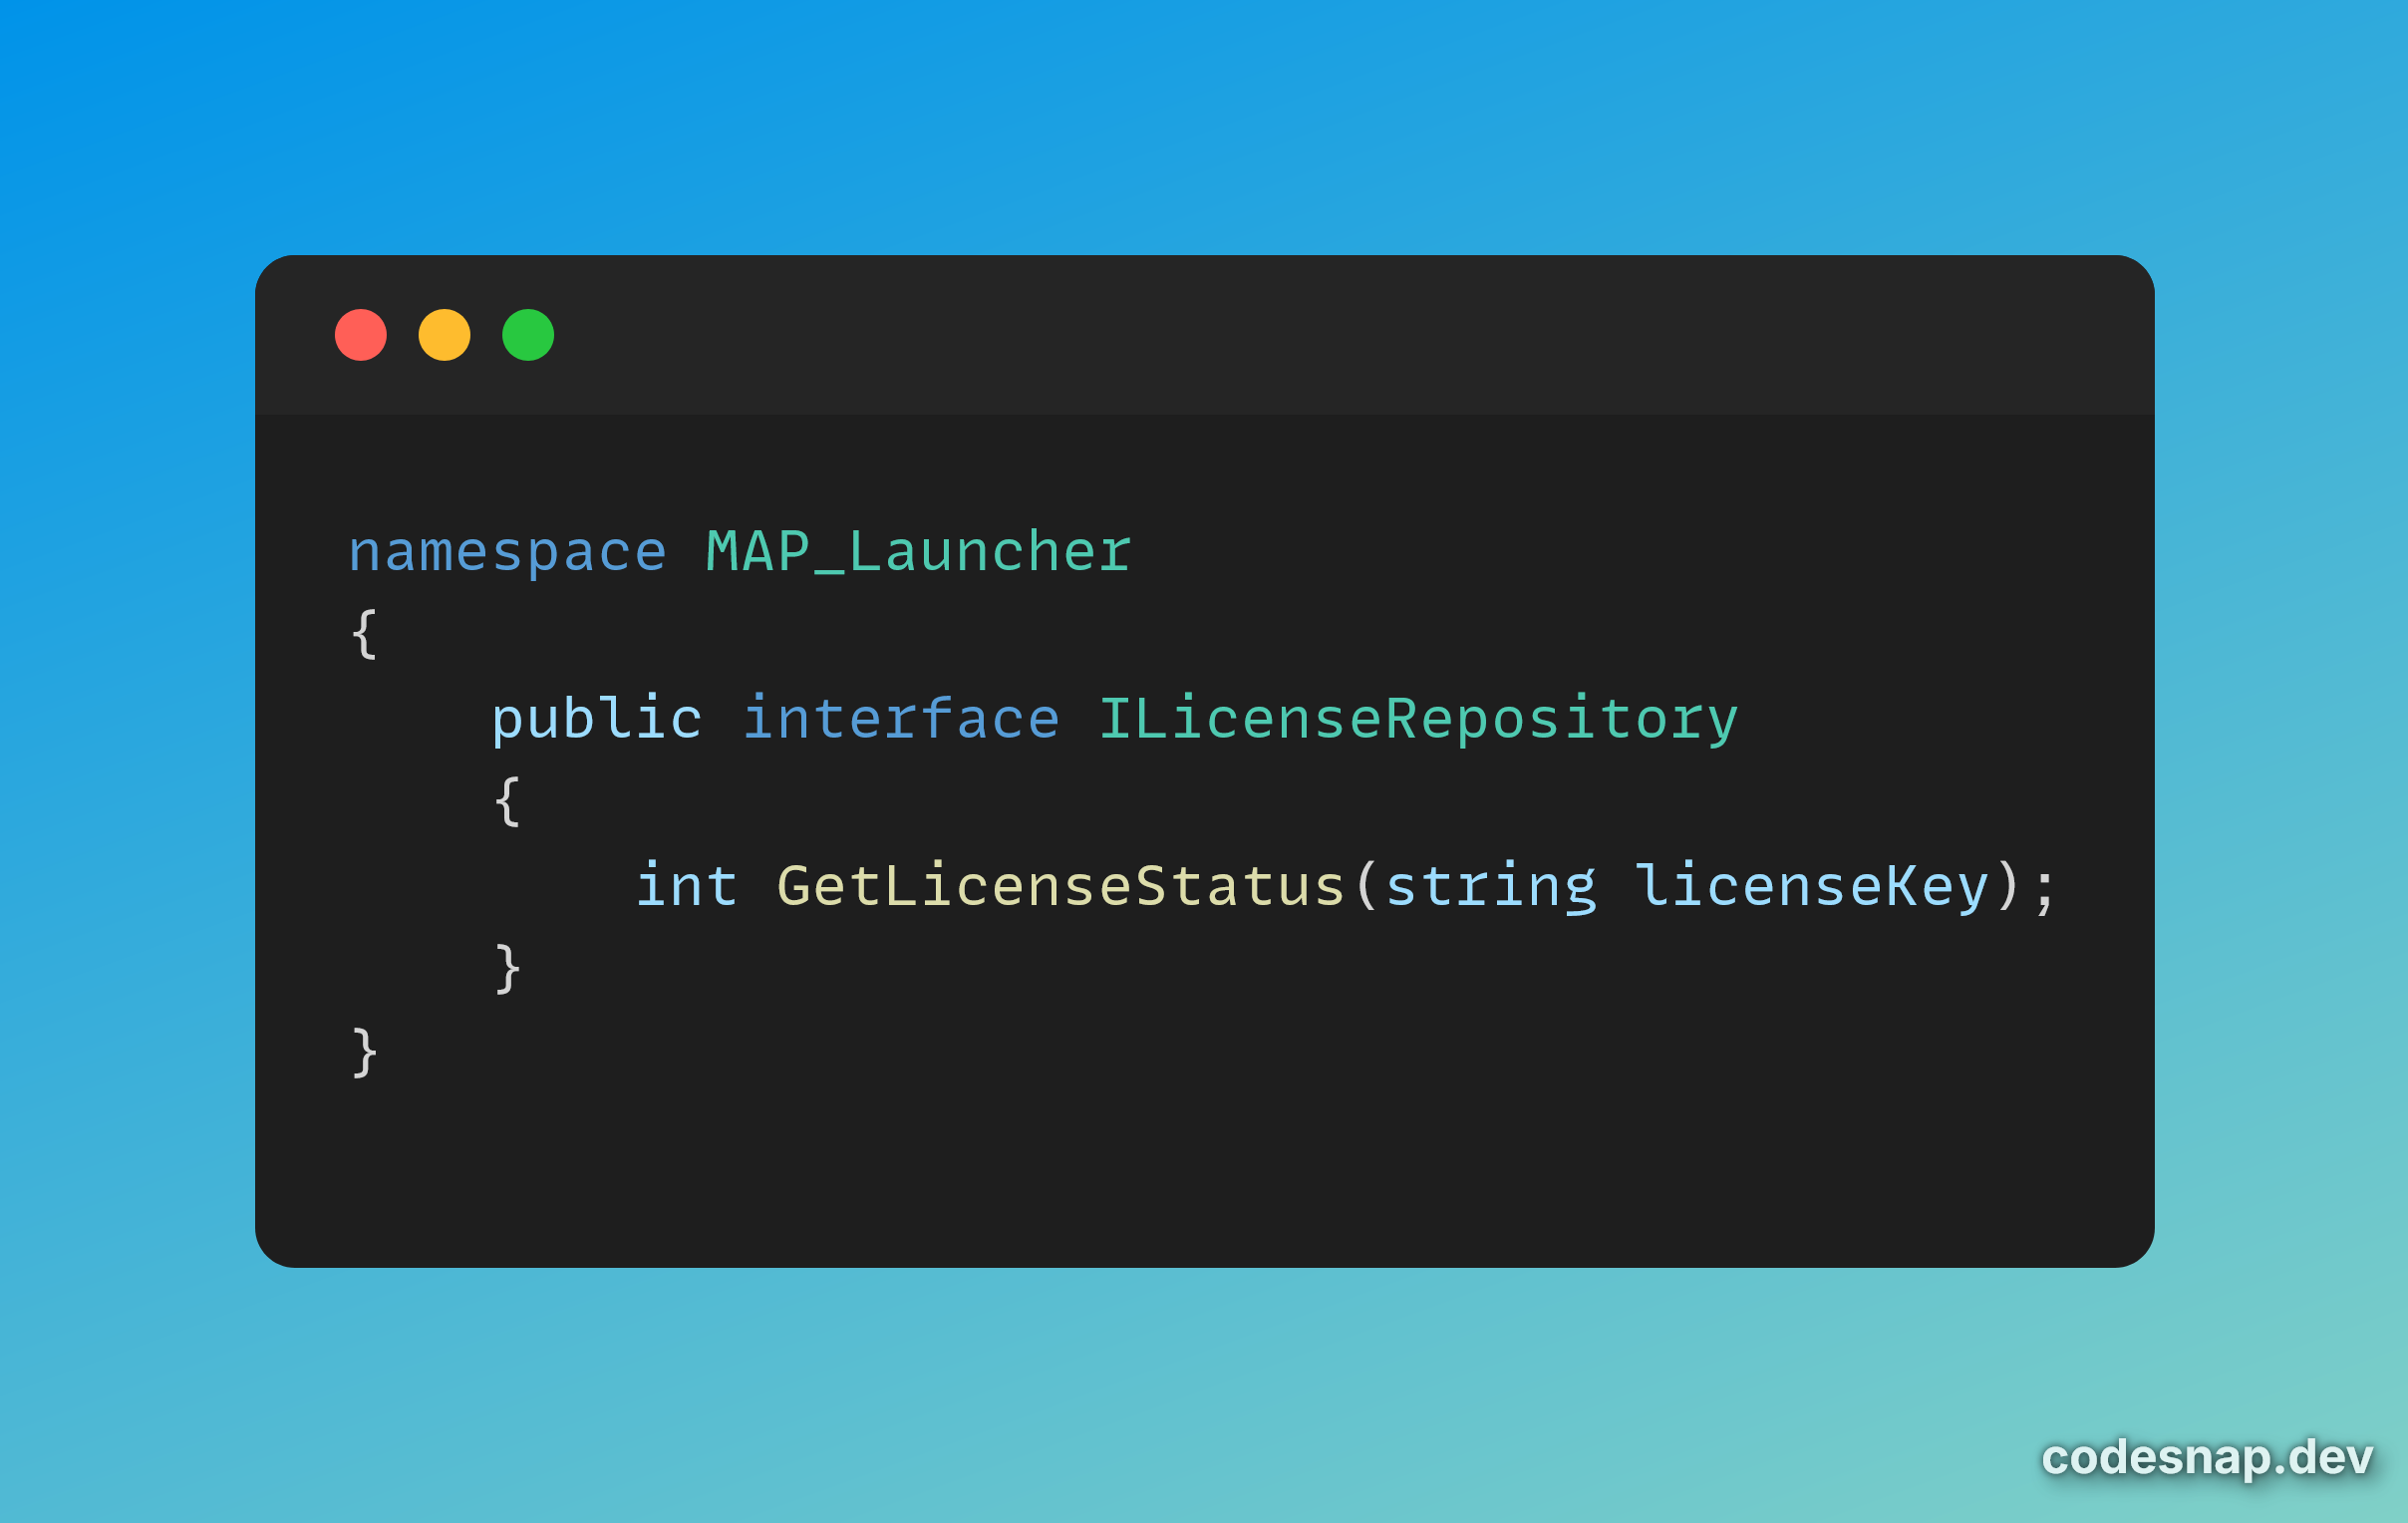 namespace MAP_Launcher
{
    public interface ILicenseRepository
    {
        int GetLicenseStatus(string licenseKey);
    }
}
codesnap.dev